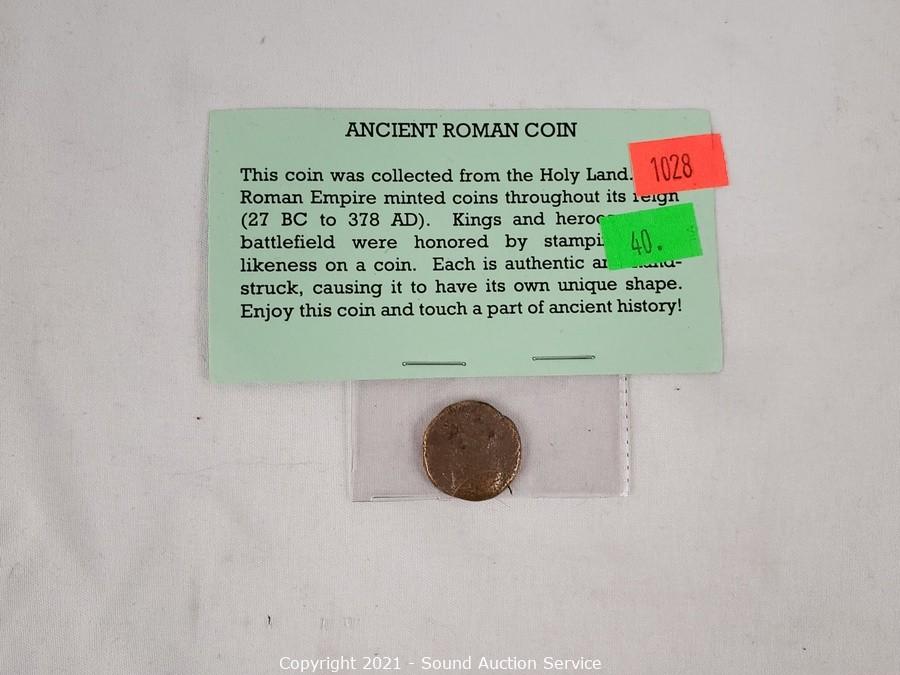 ANCIENT ROMAN COIN
This coin was collected from the Holy Land.
1028
Roman Empire minted coins throughout its reign
(27 BC to 378 AD). Kings and heroes
40.
battlefield were honored by
likeness on a coin. Each is authentic
struck, causing it to have its own unique shape.
Enjoy this coin and touch a part of ancient history!
Copyright 2021 - Sound Auction Service